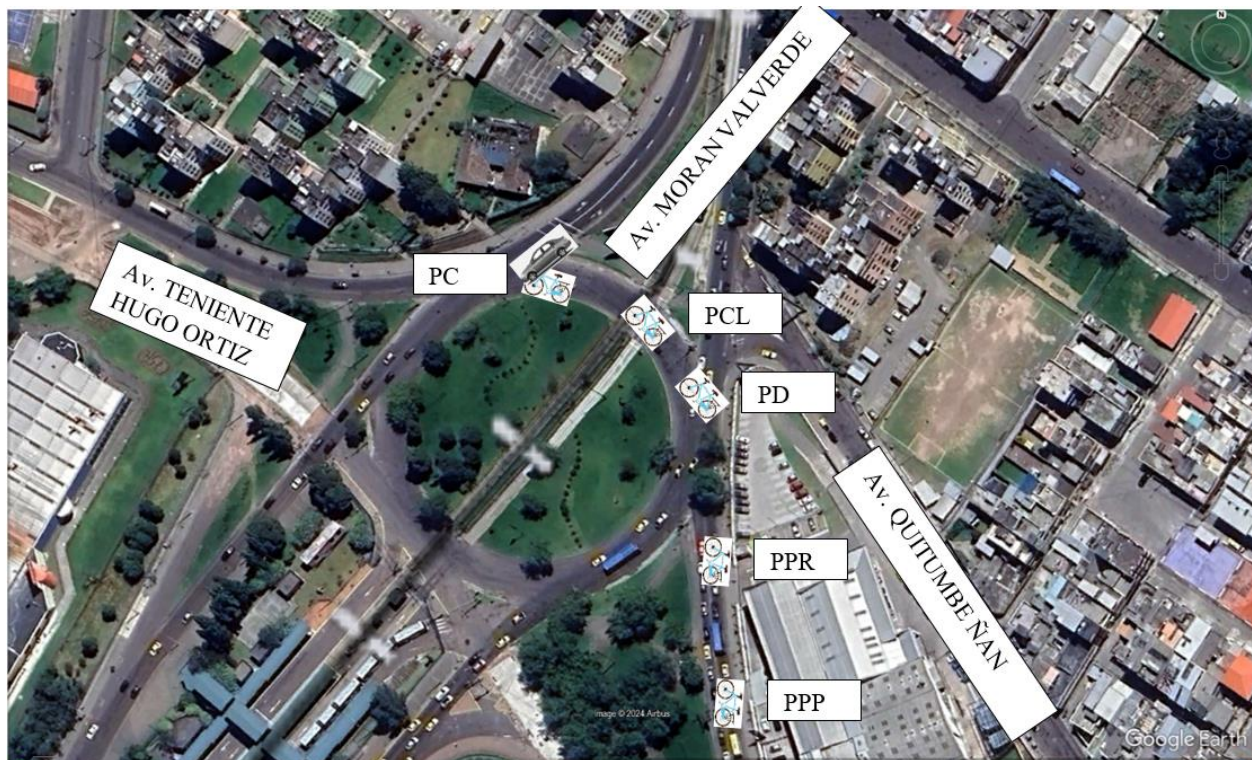 Av. MORAN VALVERDE
PC
Av. TENIENTE
HUGO ORTIZ
PCL
PD
Av. QUITUMBE ÑAN
PPR
PPP
Image © 2024 Airbus
Google Earth